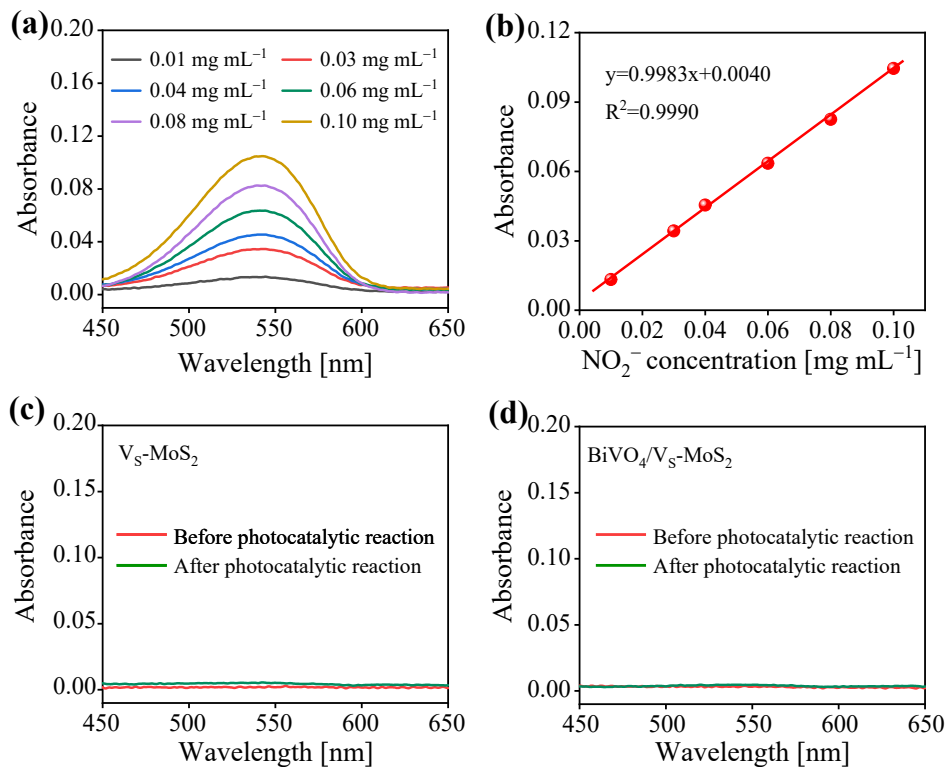 (a)
0.20
0.16
0.12
0.08
0.04
0.00
Absorbance
0.01 mg mL⁻¹ 0.03 mg mL⁻¹
0.04 mg mL⁻¹ 0.06 mg mL⁻¹
0.08 mg mL⁻¹ 0.10 mg mL⁻¹
450 500 550 600 650
Wavelength [nm]
(b)
0.12
0.09
0.06
0.03
0.00
Absorbance
y=0.9983x+0.0040
R²=0.9990
0.00 0.02 0.04 0.06 0.08 0.10
NO₂⁻ concentration [mg mL⁻¹]
(c)
0.20
0.15
0.10
0.05
0.00
Absorbance
V_S-MoS₂
Before photocatalytic reaction
After photocatalytic reaction
450 500 550 600 650
Wavelength [nm]
(d)
0.20
0.15
0.10
0.05
0.00
Absorbance
BiVO₄/V_S-MoS₂
Before photocatalytic reaction
After photocatalytic reaction
450 500 550 600 650
Wavelength [nm]